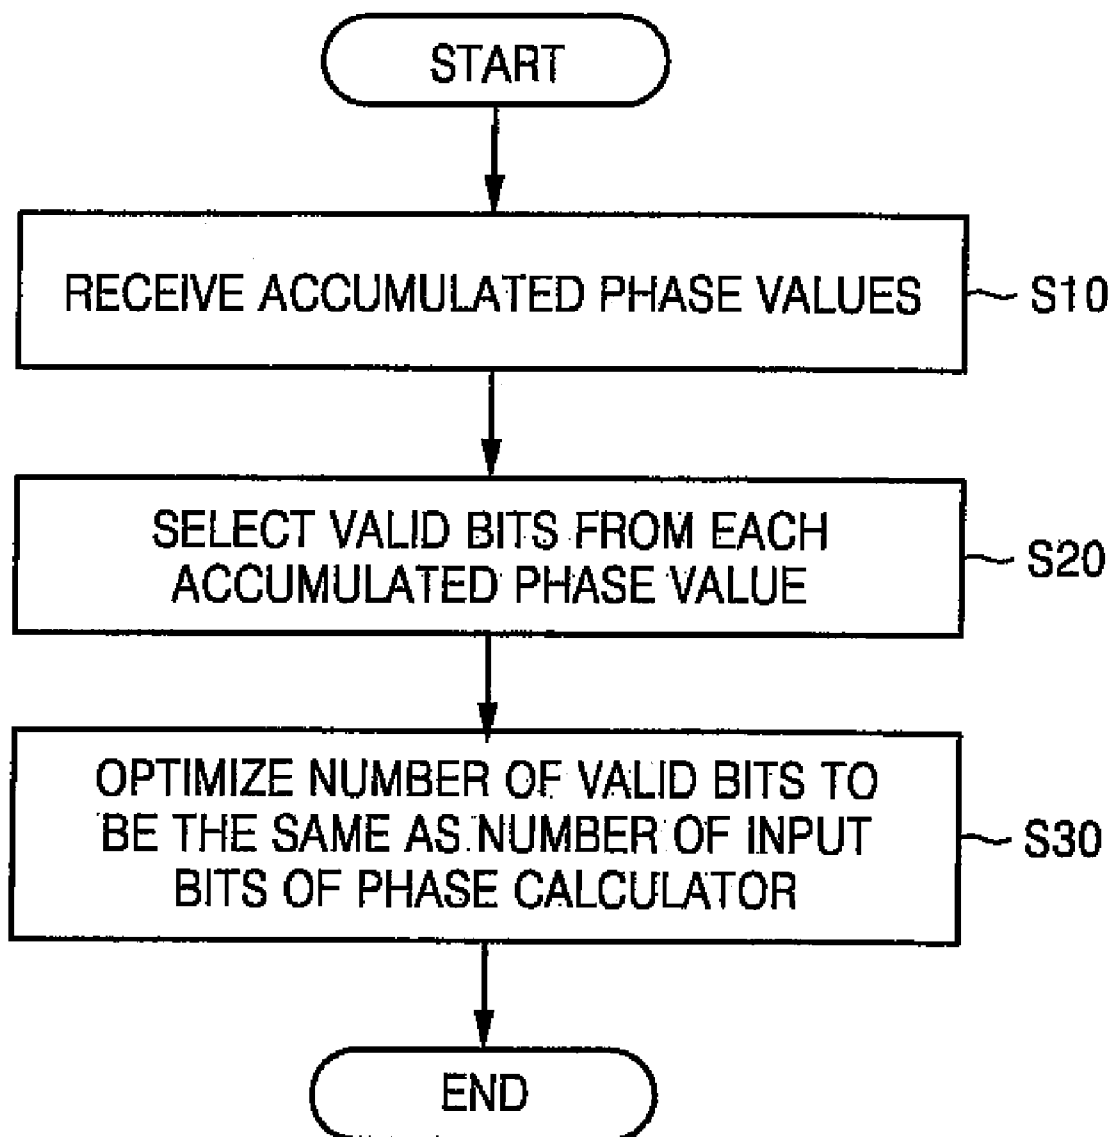 START
RECEIVE ACCUMULATED PHASE VALUES
S10
SELECT VALID BITS FROM EACH
ACCUMULATED PHASE VALUE
S20
OPTIMIZE NUMBER OF VALID BITS TO
BE THE SAME AS NUMBER OF INPUT
BITS OF PHASE CALCULATOR
S30
END